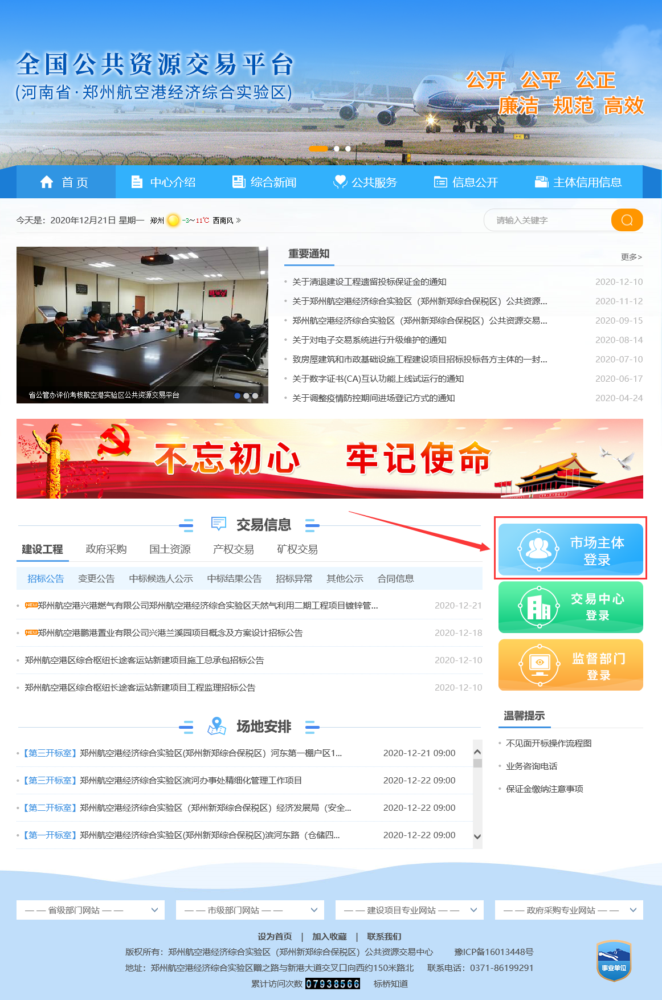 全国公共资源交易平台
(河南省·郑州航空港经济综合实验区)
公开 公平 公正
廉洁 规范 高效
首 页 中心介绍 综合新闻 公共服务 信息公开 主体信用信息
今天是：2020年12月21日 星期一 郑州 -3～11℃ 西南风 »
请输入关键字
重要通知
更多>
关于清退建设工程遗留投标保证金的通知 2020-12-10
关于郑州航空港经济综合实验区（郑州新郑综合保税区）公共资源... 2020-11-12
郑州航空港经济综合实验区（郑州新郑综合保税区）公共资源交易... 2020-09-15
关于对电子交易系统进行升级维护的通知 2020-08-14
致房屋建筑和市政基础设施工程建设项目招标投标各方主体的一封... 2020-07-10
关于数字证书(CA)互认功能上线试运行的通知 2020-06-17
关于调整疫情防控期间进场登记方式的通知 2020-04-24
省公管办评价考核航空港实验区公共资源交易平台
不忘初心 牢记使命
交易信息
建设工程 政府采购 国土资源 产权交易 矿权交易
招标公告 变更公告 中标候选人公示 中标结果公告 招标异常 其他公示 合同信息
NEW郑州航空港兴港燃气有限公司郑州航空港经济综合实验区天然气利用二期工程项目镀锌管... 2020-12-21
NEW郑州航空港鹏港置业有限公司兴港兰溪园项目概念及方案设计招标公告 2020-12-18
郑州航空港区综合枢纽长途客运站新建项目施工总承包招标公告 2020-12-10
郑州航空港区综合枢纽长途客运站新建项目工程监理招标公告 2020-12-10
市场主体
登录
交易中心
登录
监督部门
登录
场地安排
【第三开标室】郑州航空港经济综合实验区(郑州新郑综合保税区）河东第一棚户区1... 2020-12-21 09:00
【第三开标室】郑州航空港经济综合实验区滨河办事处精细化管理工作项目 2020-12-22 09:00
【第二开标室】郑州航空港经济综合实验区（郑州新郑综合保税区）经济发展局（安全... 2020-12-22 09:00
【第一开标室】郑州航空港经济综合实验区(郑州新郑综合保税区)滨河东路（仓储四... 2020-12-22 09:00
温馨提示
不见面开标操作流程图
业务咨询电话
保证金缴纳注意事项
— — 省级部门网站 — — — — 市级部门网站 — — — — 建设项目专业网站 — — — — 政府采购专业网站 — —
设为首页 | 加入收藏 | 联系我们
版权所有：郑州航空港经济综合实验区（郑州新郑综合保税区）公共资源交易中心 豫ICP备16013448号
地址：郑州航空港经济综合实验区赠之路与新港大道交叉口向西约150米路北 联系电话：0371-86199291
累计访问次数 07938566 标桥知道
事业单位